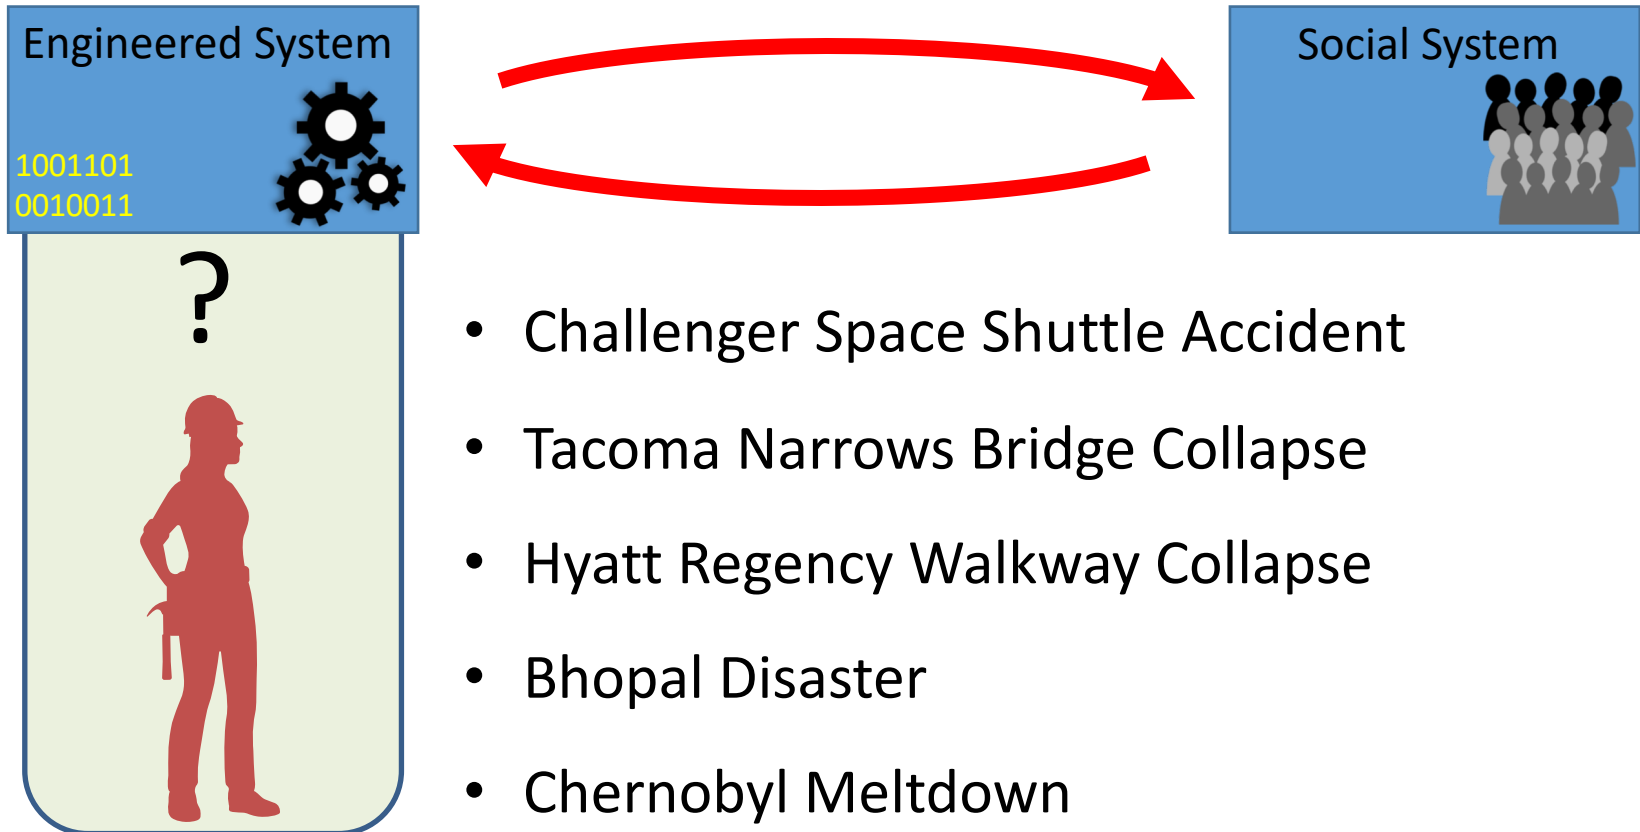 Engineered System
Social System
1001101
0010011
?
• Challenger Space Shuttle Accident
• Tacoma Narrows Bridge Collapse
• Hyatt Regency Walkway Collapse
• Bhopal Disaster
• Chernobyl Meltdown